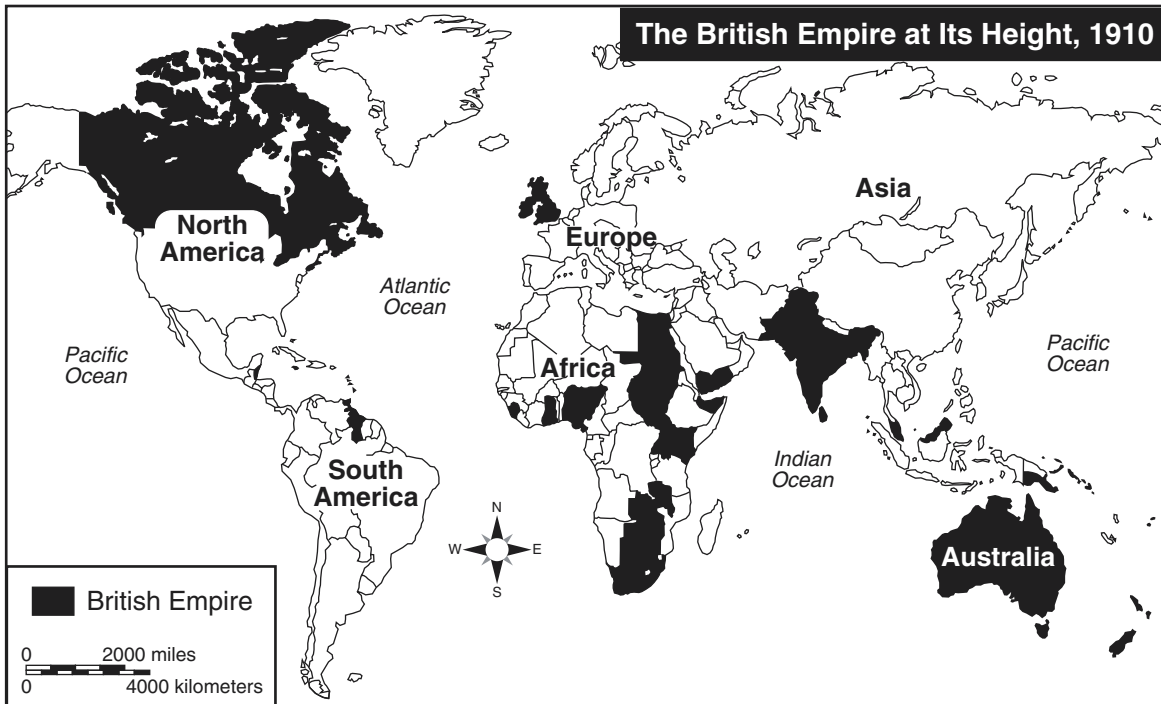 The British Empire at Its Height, 1910
North
America
Atlantic
Ocean
Pacific
Ocean
Europe
Asia
Africa
Pacific
Ocean
South
America
Indian
Ocean
Australia
N
W
E
S
British Empire
0 2000 miles
0 4000 kilometers